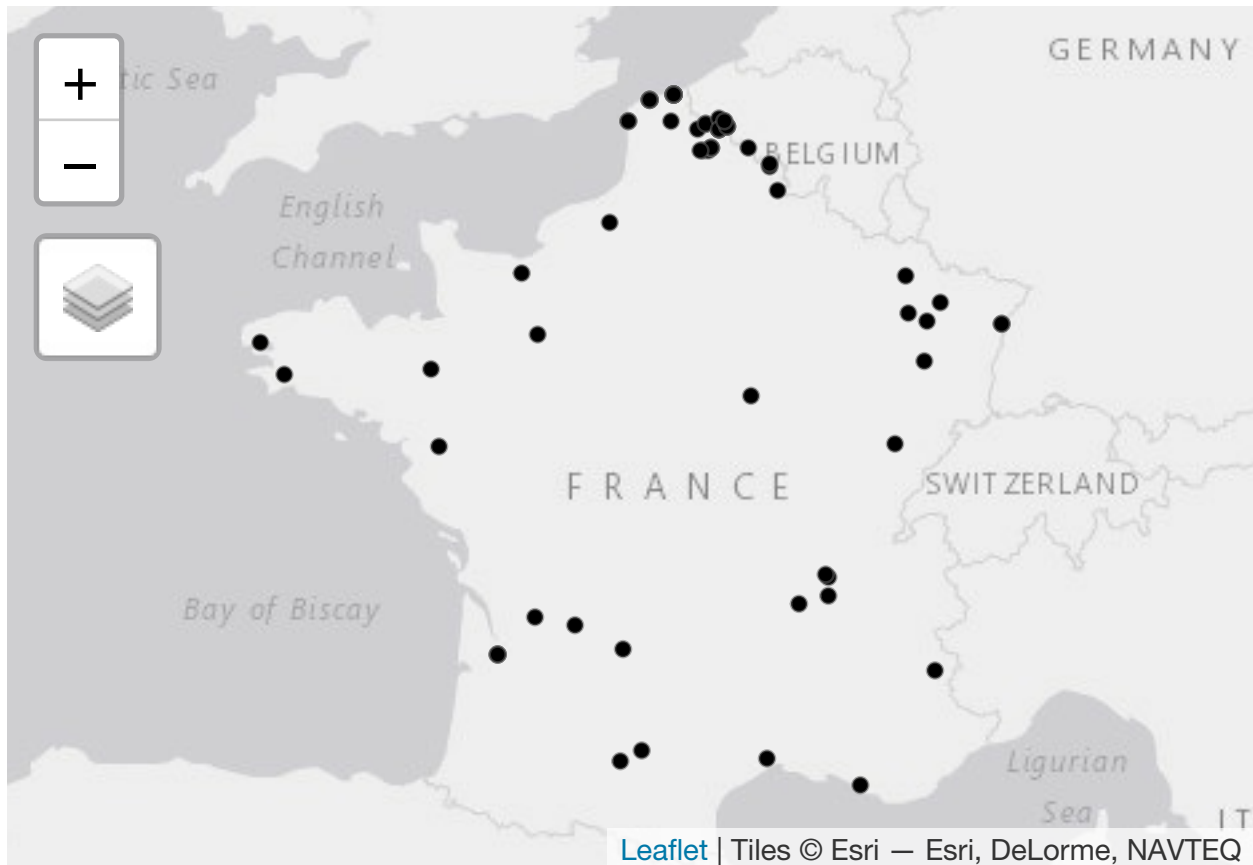 +
tic Sea
GERMANY
−
BELGIUM
English
Channel
FRANCE
SWITZERLAND
Bay of Biscay
Ligurian
Sea
IT
Leaflet | Tiles © Esri — Esri, DeLorme, NAVTEQ